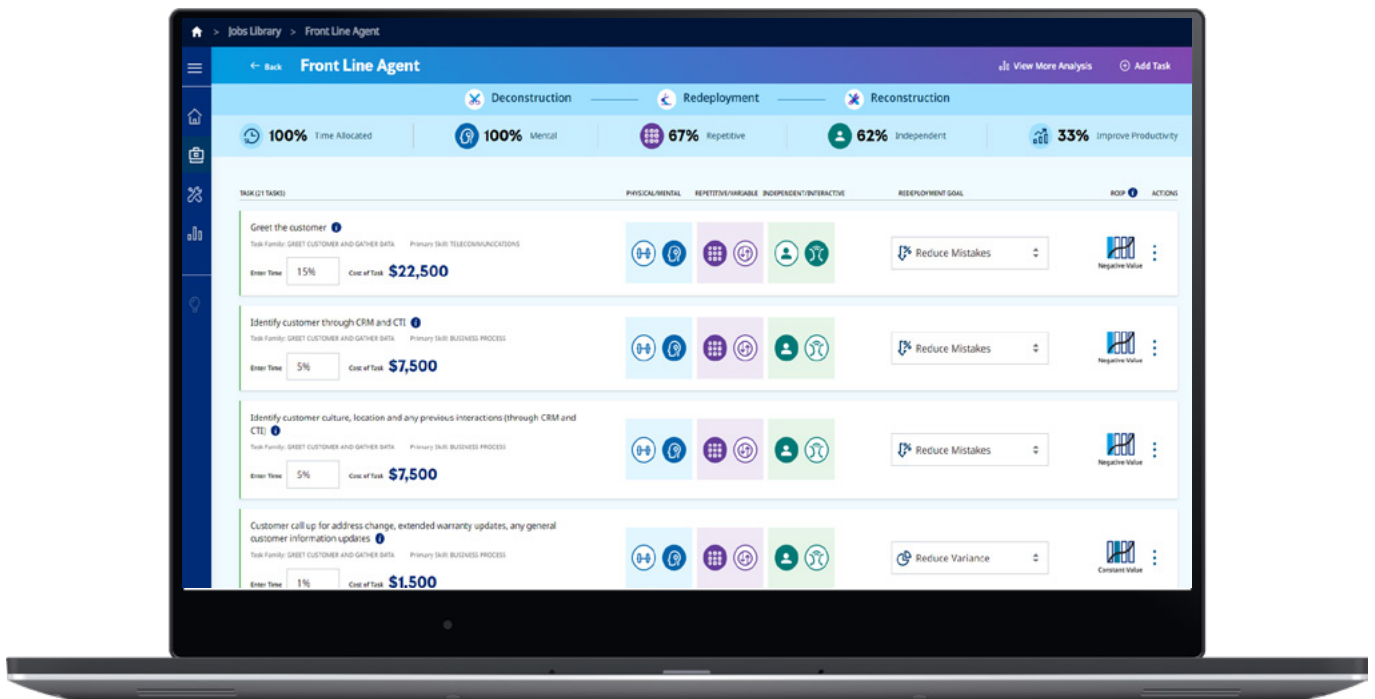 > Jobs Library > Front Line Agent
← Back Front Line Agent View More Analysis Add Task
Deconstruction Redeployment Reconstruction
100% Time Allocated 100% Mental 67% Repetitive 62% Independent 33% Improve Productivity
TASK (21 TASKS) PHYSICAL/MENTAL REPETITIVE/VARIABLE INDEPENDENT/INTERACTIVE REDEPLOYMENT GOAL ROIP ACTIONS
Greet the customer
Task Family: GREET CUSTOMER AND GATHER DATA Primary Skill: TELECOMMUNICATIONS
Enter Time 15% Cost of Task $22,500
Reduce Mistakes
Negative Value
Identify customer through CRM and CTI
Task Family: GREET CUSTOMER AND GATHER DATA Primary Skill: BUSINESS PROCESS
Enter Time 5% Cost of Task $7,500
Reduce Mistakes
Negative Value
Identify customer culture, location and any previous interactions (through CRM and
CTI)
Task Family: GREET CUSTOMER AND GATHER DATA Primary Skill: BUSINESS PROCESS
Enter Time 5% Cost of Task $7,500
Reduce Mistakes
Negative Value
Customer call up for address change, extended warranty updates, any general
customer information updates
Task Family: GREET CUSTOMER AND GATHER DATA Primary Skill: BUSINESS PROCESS
Enter Time 1% Cost of Task $1,500
Reduce Variance
Constant Value